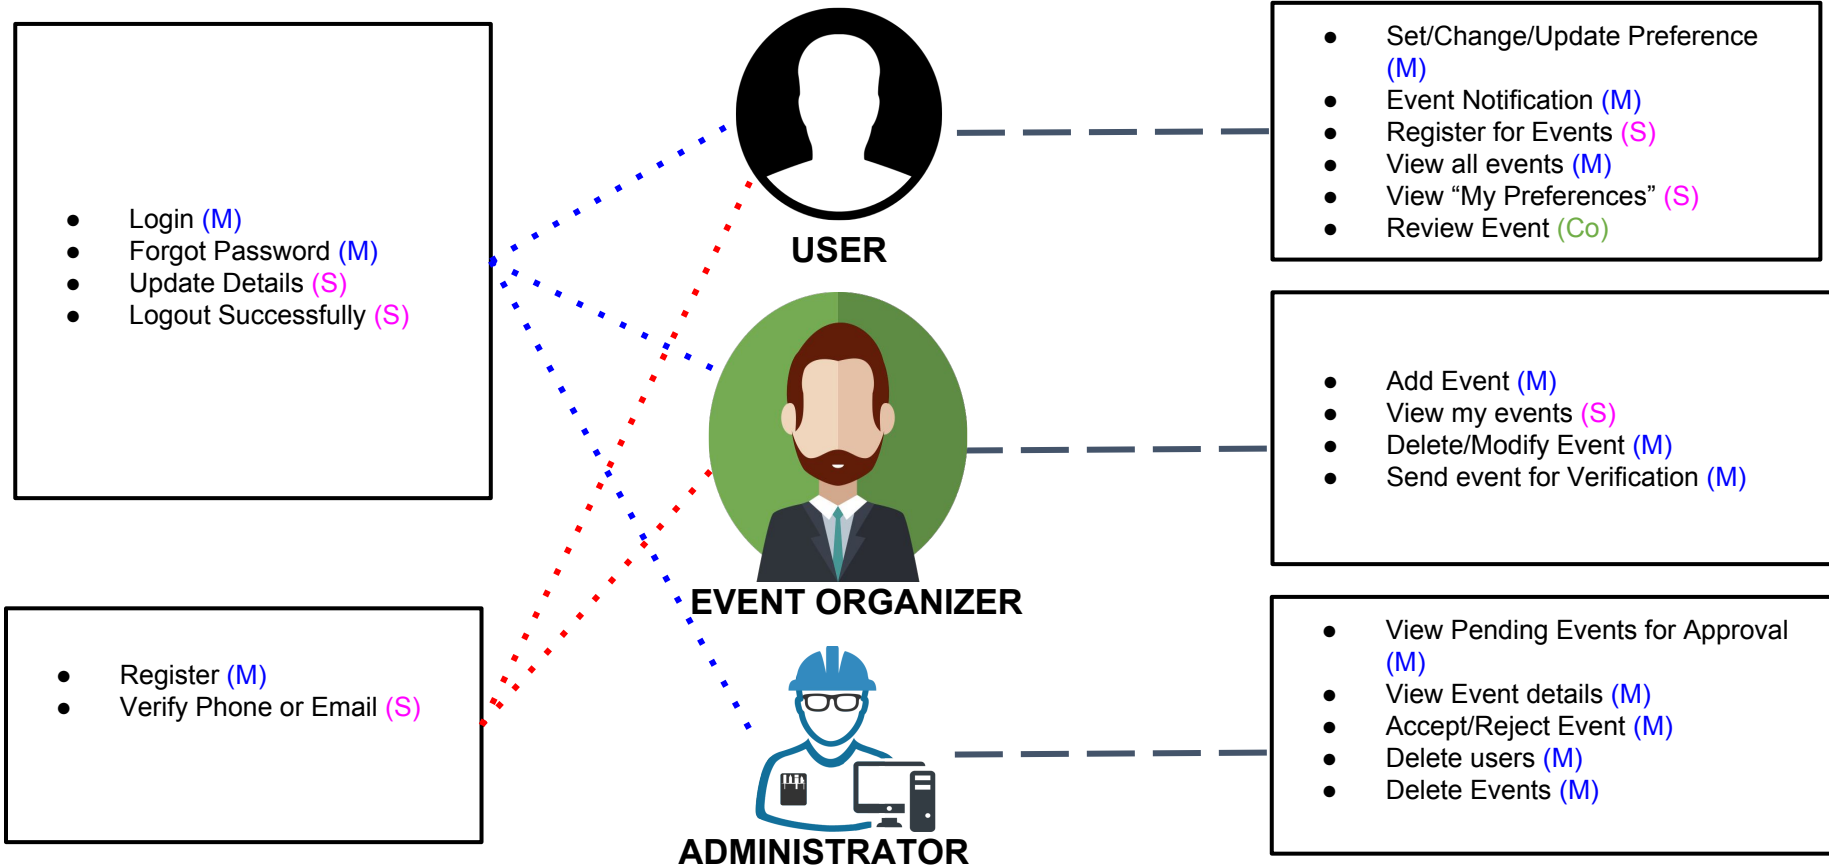 ● Login (M)
● Forgot Password (M)
● Update Details (S)
● Logout Successfully (S)
● Register (M)
● Verify Phone or Email (S)
USER
EVENT ORGANIZER
ADMINISTRATOR
● Set/Change/Update Preference
(M)
● Event Notification (M)
● Register for Events (S)
● View all events (M)
● View “My Preferences” (S)
● Review Event (Co)
● Add Event (M)
● View my events (S)
● Delete/Modify Event (M)
● Send event for Verification (M)
● View Pending Events for Approval
(M)
● View Event details (M)
● Accept/Reject Event (M)
● Delete users (M)
● Delete Events (M)